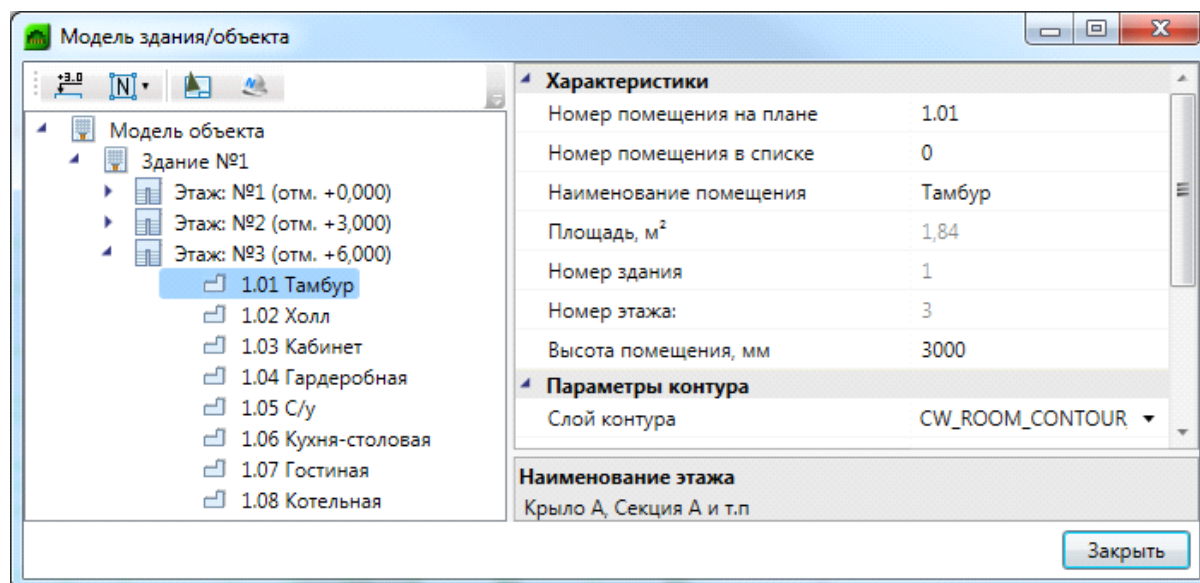 Модель здания/объекта
+3.0
N
Модель объекта
Здание №1
Этаж: №1 (отм. +0,000)
Этаж: №2 (отм. +3,000)
Этаж: №3 (отм. +6,000)
1.01 Тамбур
1.02 Холл
1.03 Кабинет
1.04 Гардеробная
1.05 С/у
1.06 Кухня-столовая
1.07 Гостиная
1.08 Котельная
Характеристики
Номер помещения на плане 1.01
Номер помещения в списке 0
Наименование помещения Тамбур
Площадь, м² 1,84
Номер здания 1
Номер этажа: 3
Высота помещения, мм 3000
Параметры контура
Слой контура CW_ROOM_CONTOUR
Наименование этажа
Крыло А, Секция А и т.п
Закрыть